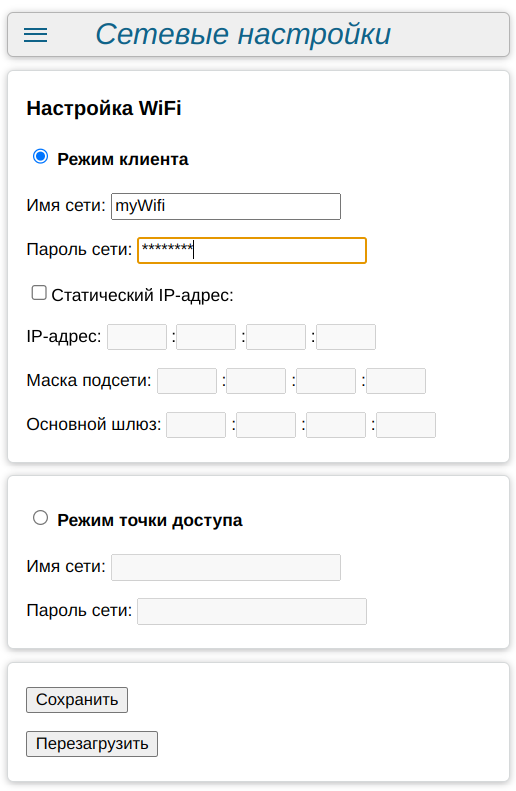 Сетевые настройки
Настройка WiFi
Режим клиента
Имя сети: myWifi
Пароль сети: ********
Статический IP-адрес:
IP-адрес: : : :
Маска подсети: : : :
Основной шлюз: : : :
Режим точки доступа
Имя сети:
Пароль сети:
Сохранить
Перезагрузить